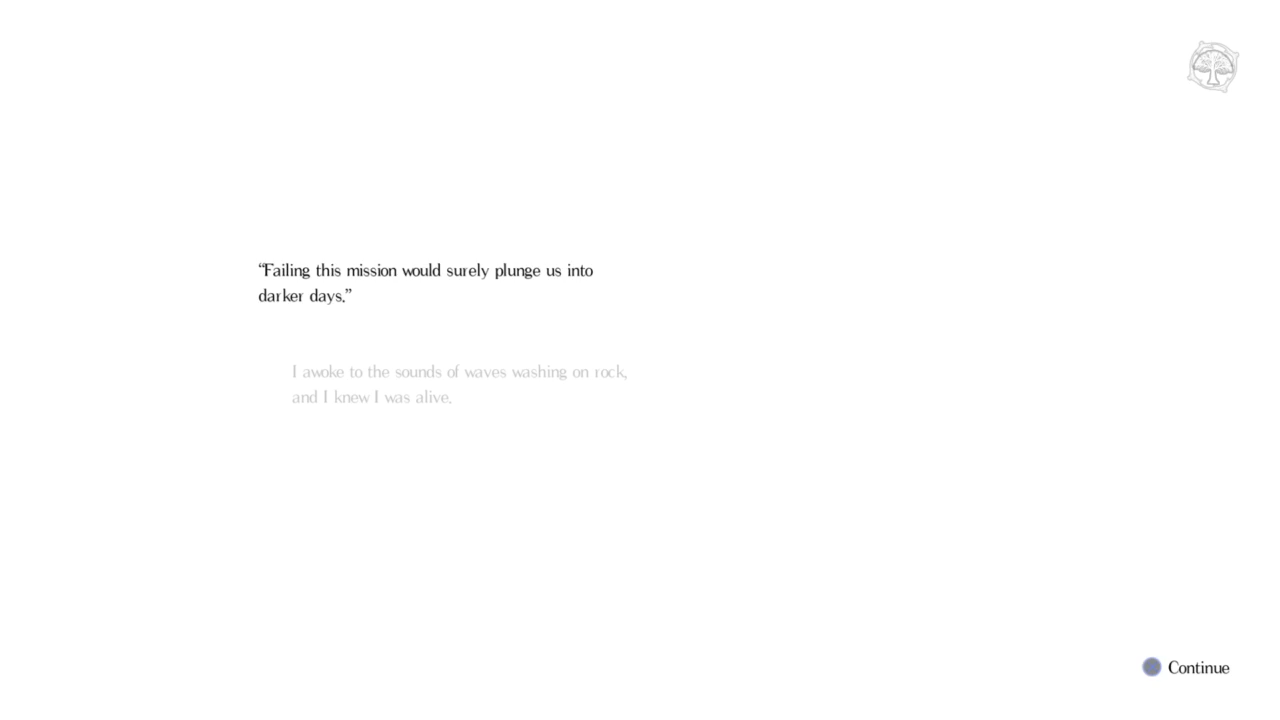 “Failing this mission would surely plunge us into
darker days.”
I awoke to the sounds of waves washing on rock,
and I knew I was alive.
Continue